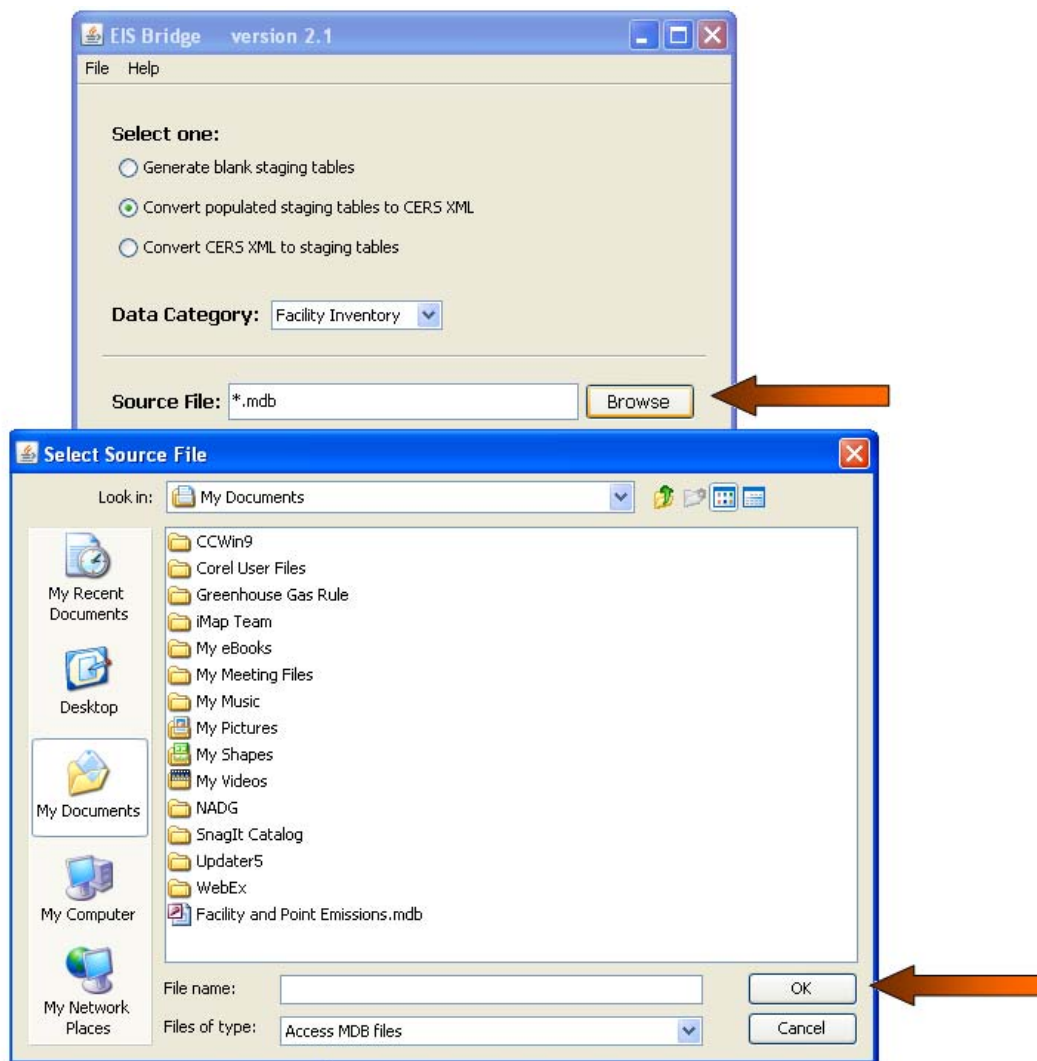 EIS Bridge version 2.1
File Help
Select one:
Generate blank staging tables
Convert populated staging tables to CERS XML
Convert CERS XML to staging tables
Data Category: Facility Inventory
Source File: *.mdb Browse
Select Source File
Look in: My Documents
My Recent Documents
Desktop
My Documents
My Computer
My Network Places
CCWin9
Corel User Files
Greenhouse Gas Rule
iMap Team
My eBooks
My Meeting Files
My Music
My Pictures
My Shapes
My Videos
NADG
SnagIt Catalog
Updater5
WebEx
Facility and Point Emissions.mdb
File name: OK
Files of type: Access MDB files Cancel